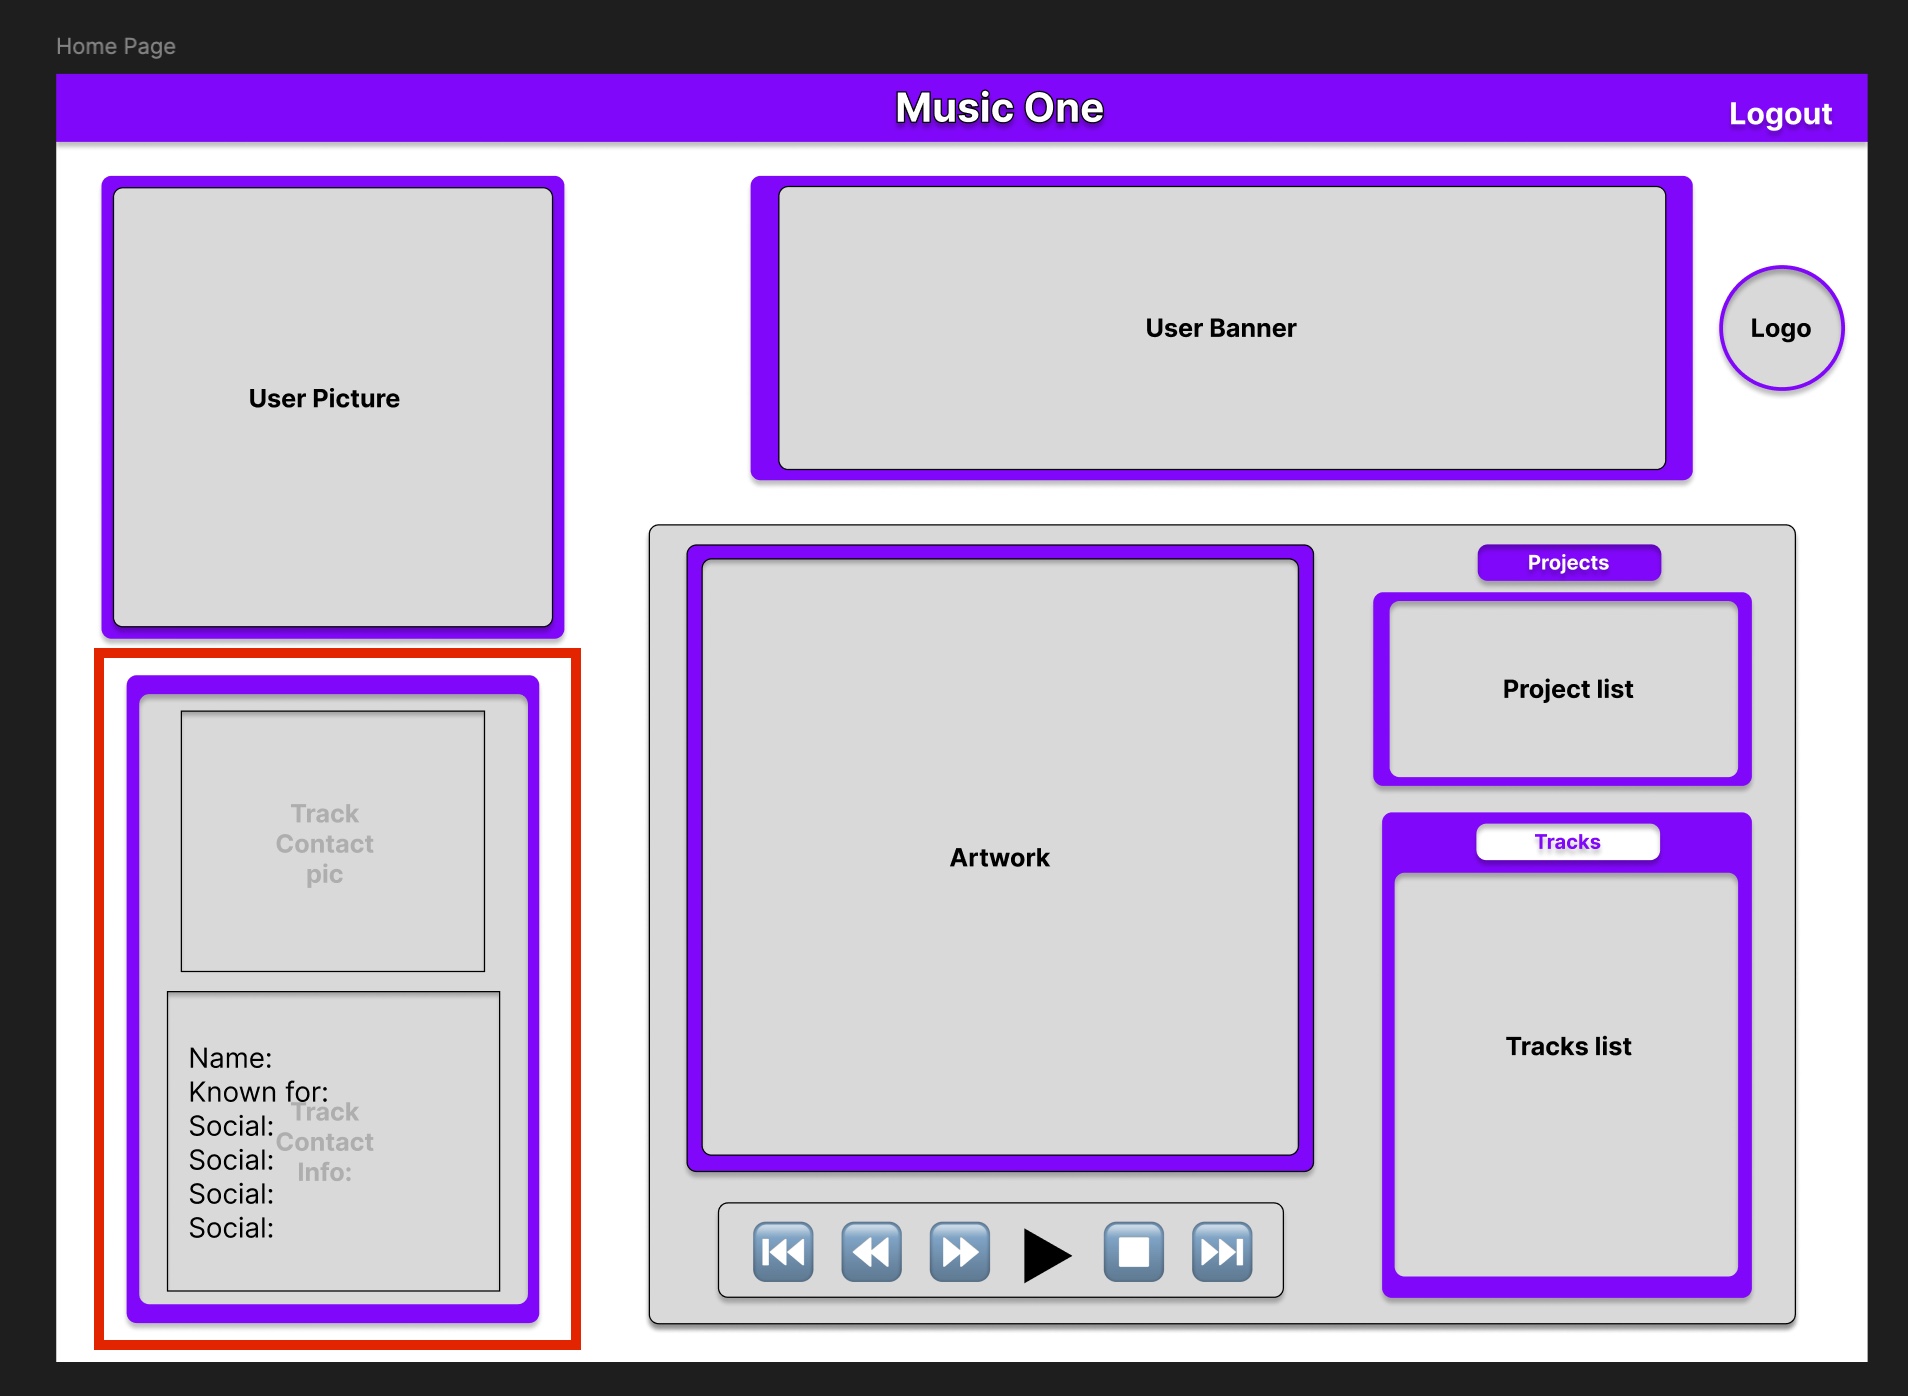 Home Page
Music One
Logout
User Picture
User Banner
Logo
Track
Contact
pic
Name:
Known for:
Social:
Social:
Social:
Social:
Track
Contact
Info:
Artwork
Projects
Project list
Tracks
Tracks list